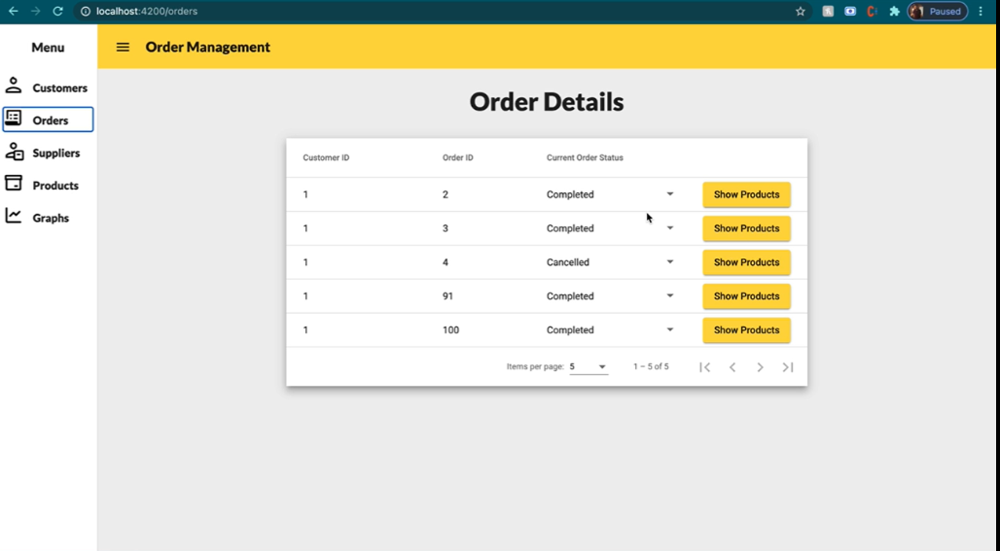 localhost:4200/orders
Paused
Menu
Order Management
Customers
Orders
Suppliers
Products
Graphs
Order Details
Customer ID Order ID Current Order Status
1 2 Completed Show Products
1 3 Completed Show Products
1 4 Cancelled Show Products
1 91 Completed Show Products
1 100 Completed Show Products
Items per page: 5 1 – 5 of 5